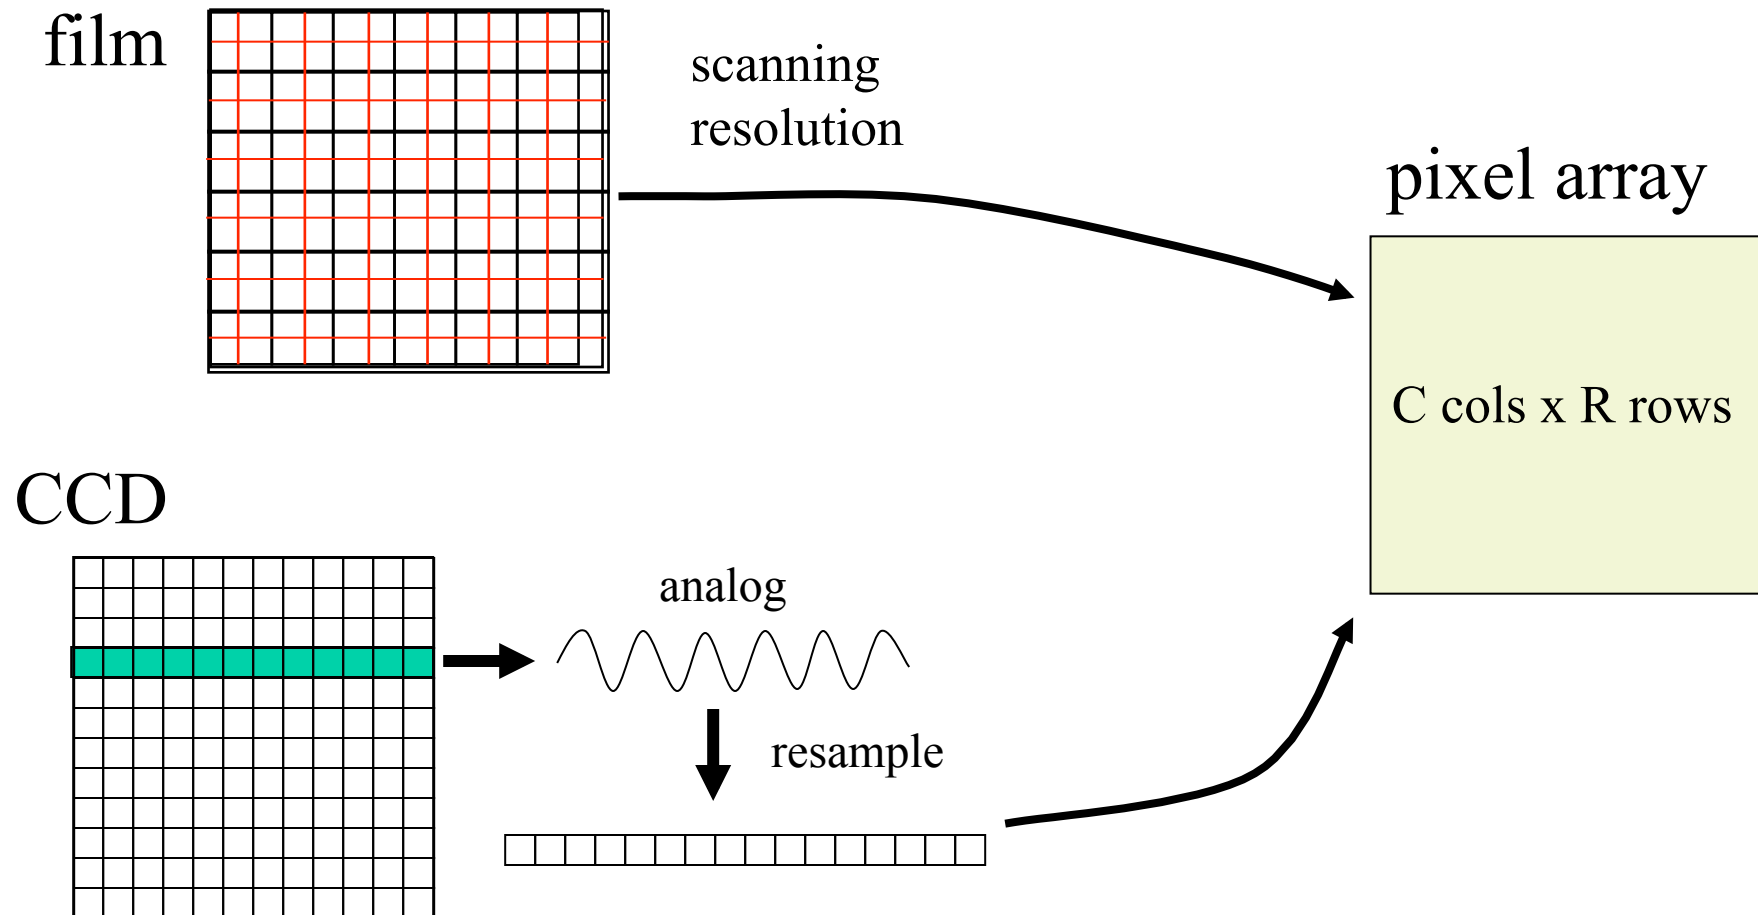 film
scanning
resolution
pixel array
C cols x R rows
CCD
analog
resample